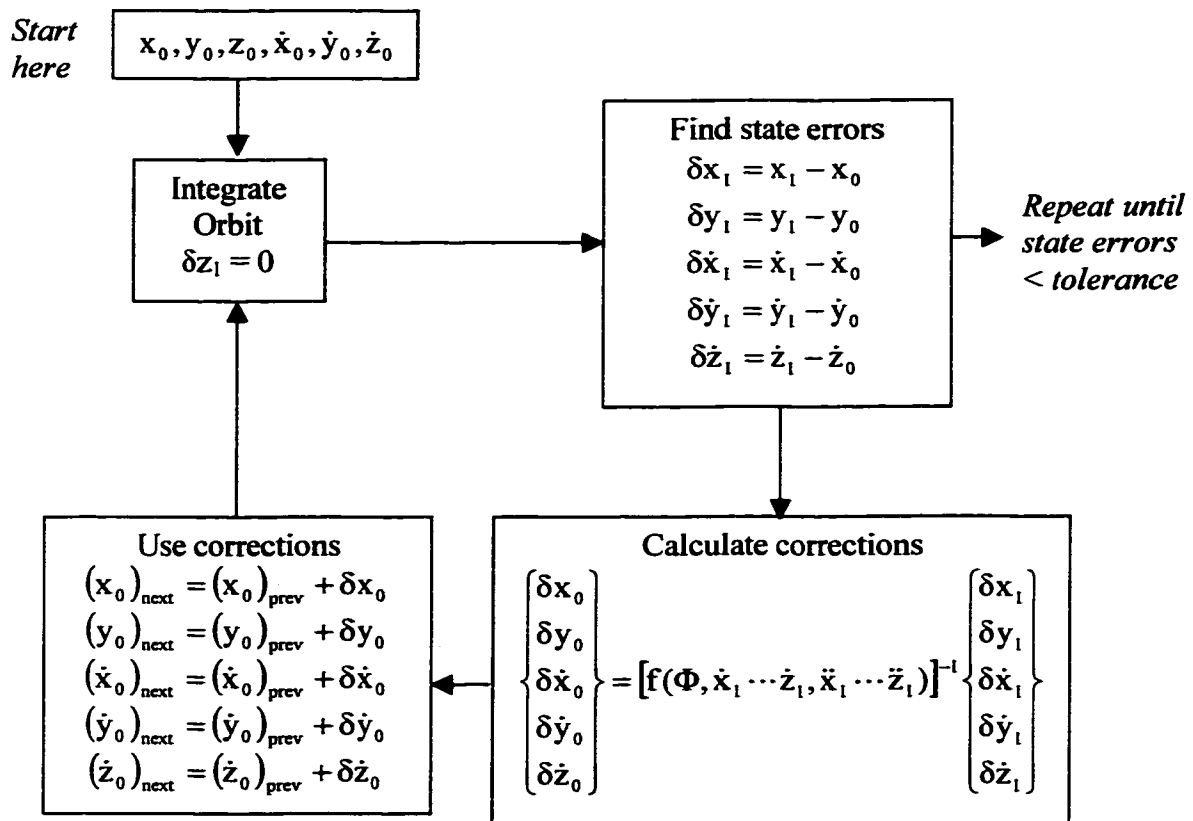 Start
here
x₀, y₀, z₀, ẋ₀, ẏ₀, ż₀
Integrate
Orbit
δz₁ = 0
Find state errors
δx₁ = x₁ − x₀
δy₁ = y₁ − y₀
δẋ₁ = ẋ₁ − ẋ₀
δẏ₁ = ẏ₁ − ẏ₀
δż₁ = ż₁ − ż₀
Repeat until
state errors
< tolerance
Calculate corrections
{δx₀ δy₀ δẋ₀ δẏ₀ δż₀} = [f(Φ, ẋ₁ ⋯ ż₁, ẍ₁ ⋯ z̈₁)]⁻¹ {δx₁ δy₁ δẋ₁ δẏ₁ δż₁}
Use corrections
(x₀)next = (x₀)prev + δx₀
(y₀)next = (y₀)prev + δy₀
(ẋ₀)next = (ẋ₀)prev + δẋ₀
(ẏ₀)next = (ẏ₀)prev + δẏ₀
(ż₀)next = (ż₀)prev + δż₀